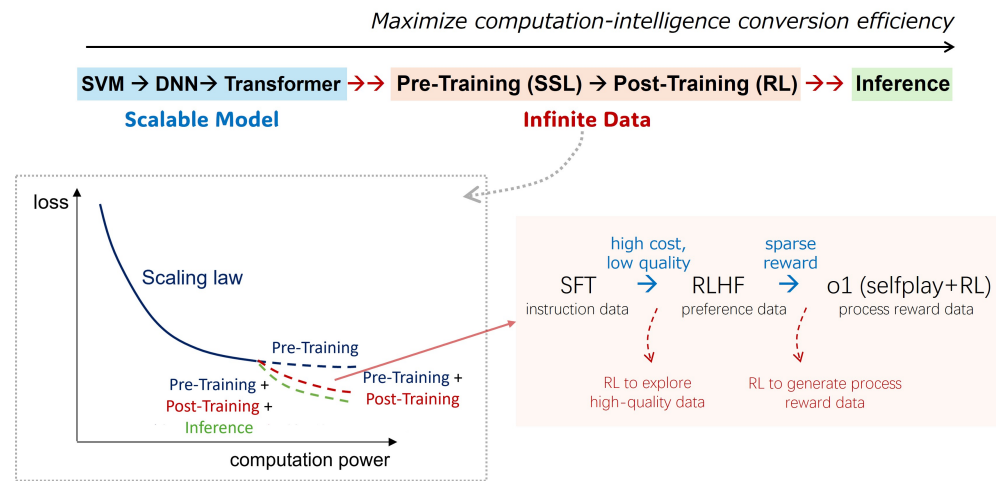 Maximize computation-intelligence conversion efficiency
SVM → DNN→ Transformer →→ Pre-Training (SSL) → Post-Training (RL) →→ Inference
Scalable Model
Infinite Data
loss
Scaling law
Pre-Training
Pre-Training +
Post-Training +
Inference
Pre-Training +
Post-Training
computation power
high cost,
low quality
sparse
reward
SFT → RLHF → o1 (selfplay+RL)
instruction data
preference data
process reward data
RL to explore
high-quality data
RL to generate process
reward data